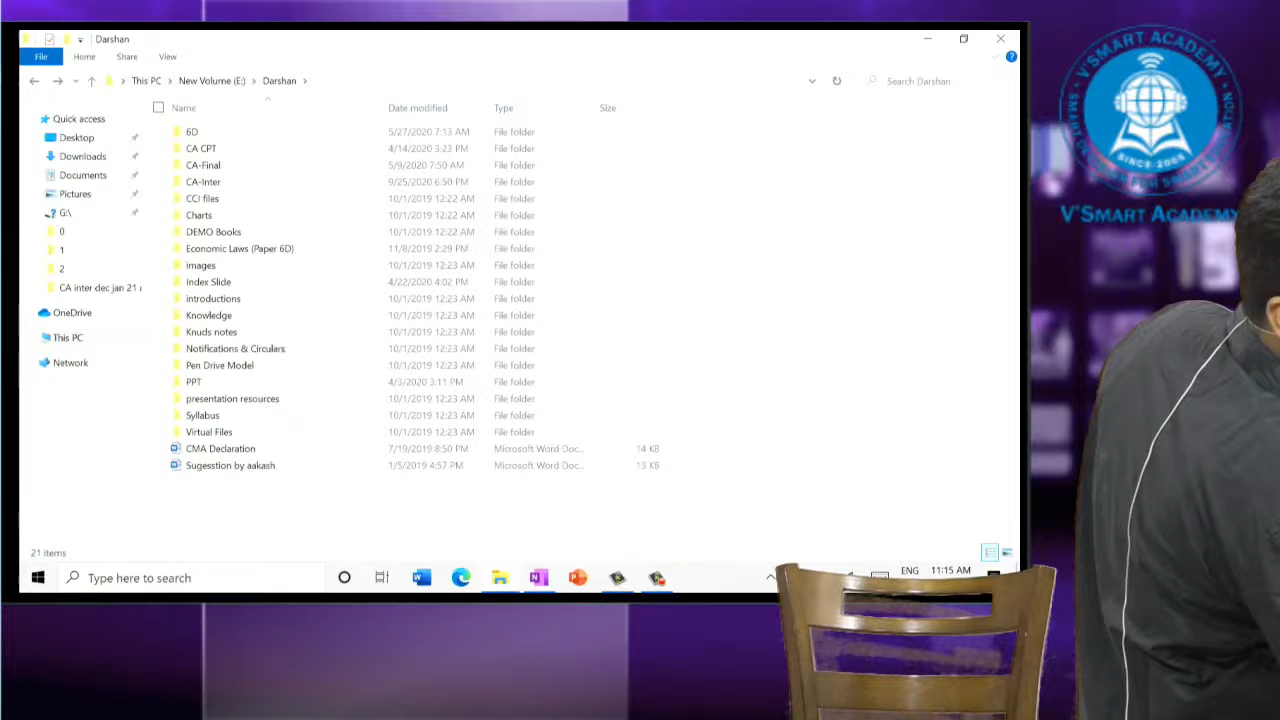 Darshan
File Home Share View
This PC New Volume (E:) Darshan Search Darshan
Name Date modified Type Size
Quick access
Desktop
Downloads
Documents
Pictures
G:\
0
1
2
CA inter dec jan 21
OneDrive
This PC
Network
6D 5/27/2020 7:13 AM File folder
CA CPT 4/14/2020 3:23 PM File folder
CA-Final 5/9/2020 7:50 AM File folder
CA-Inter 9/25/2020 6:50 PM File folder
CCI files 10/1/2019 12:22 AM File folder
Charts 10/1/2019 12:22 AM File folder
DEMO Books 10/1/2019 12:22 AM File folder
Economic Laws (Paper 6D) 11/8/2019 2:29 PM File folder
images 10/1/2019 12:23 AM File folder
Index Slide 4/22/2020 4:02 PM File folder
introductions 10/1/2019 12:23 AM File folder
Knowledge 10/1/2019 12:23 AM File folder
Knuds notes 10/1/2019 12:23 AM File folder
Notifications & Circulars 10/1/2019 12:23 AM File folder
Pen Drive Model 10/1/2019 12:23 AM File folder
PPT 4/3/2020 3:11 PM File folder
presentation resources 10/1/2019 12:23 AM File folder
Syllabus 10/1/2019 12:23 AM File folder
Virtual Files 10/1/2019 12:23 AM File folder
CMA Declaration 7/19/2019 8:50 PM Microsoft Word Doc... 14 KB
Sugesstion by aakash 1/5/2019 4:57 PM Microsoft Word Doc... 13 KB
21 items
Type here to search
ENG 11:15 AM
V'SMART ACADEMY
SINCE-2005
V'SMART ACADEMY